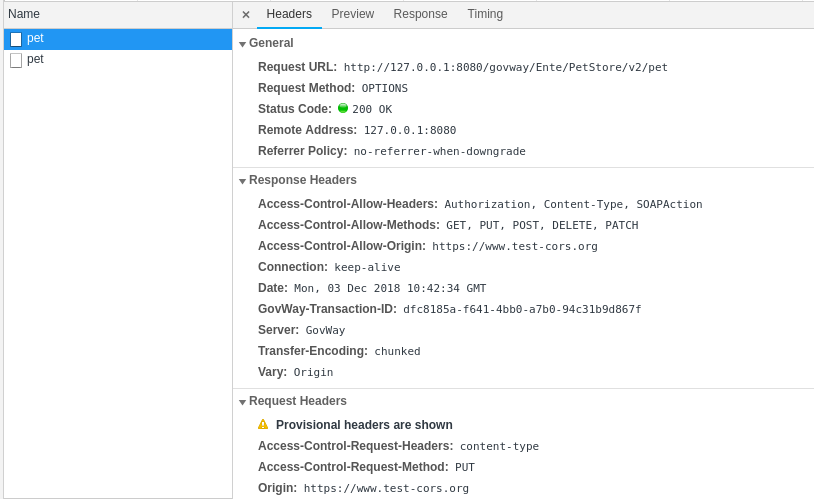 Name
× Headers Preview Response Timing
pet
pet
General
Request URL: http://127.0.0.1:8080/govway/Ente/PetStore/v2/pet
Request Method: OPTIONS
Status Code: 200 OK
Remote Address: 127.0.0.1:8080
Referrer Policy: no-referrer-when-downgrade
Response Headers
Access-Control-Allow-Headers: Authorization, Content-Type, SOAPAction
Access-Control-Allow-Methods: GET, PUT, POST, DELETE, PATCH
Access-Control-Allow-Origin: https://www.test-cors.org
Connection: keep-alive
Date: Mon, 03 Dec 2018 10:42:34 GMT
GovWay-Transaction-ID: dfc8185a-f641-4bb0-a7b0-94c31b9d867f
Server: GovWay
Transfer-Encoding: chunked
Vary: Origin
Request Headers
Provisional headers are shown
Access-Control-Request-Headers: content-type
Access-Control-Request-Method: PUT
Origin: https://www.test-cors.org